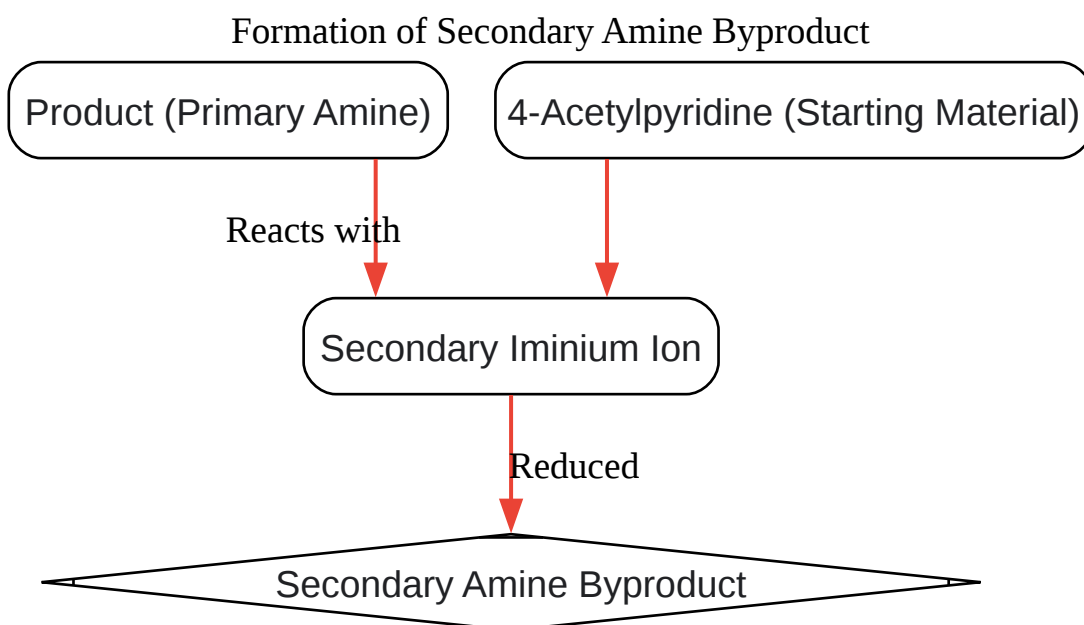 Formation of Secondary Amine Byproduct
Product (Primary Amine)
4-Acetylpyridine (Starting Material)
Reacts with
Secondary Iminium Ion
Reduced
Secondary Amine Byproduct